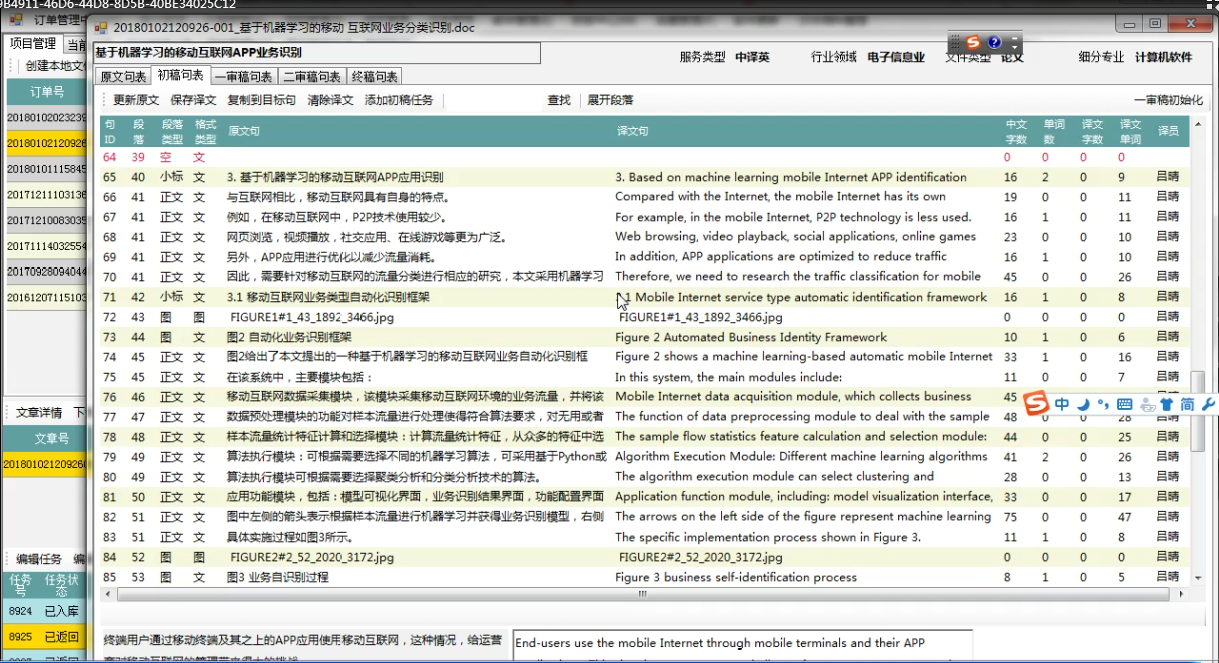 9B4911-46D6-44D8-8D5B-40BE34025C12
订单管理中
20180102120926-001_基于机器学习的移动 互联网业务分类识别.doc
项目管理 当前
创建本地文
订单号
20180102023239
20180102120926
20180101115845
20171211103136
20171210083035
20171114032554
20170928094044
20161207115103
文章详情 下
文章号
201801021209260
编辑任务 编
任务号 任务状态
8924 已入库
8925 已返回
基于机器学习的移动互联网APP业务识别
服务类型 中译英 行业领域 电子信息业 文件类型 论文 细分专业 计算机软件
原文句表 初稿句表 一审稿句表 二审稿句表 终稿句表
更新原文 保存译文 复制到目标句 清除译文 添加初稿任务 查找 展开段落 一审稿初始化
句ID 段落 段落类型 格式类型 原文句 译文句 中文字数 单词数 译文字数 译文单词 译员
64 39 空 文 0 0 0 0
65 40 小标 文 3. 基于机器学习的移动互联网APP应用识别 3. Based on machine learning mobile Internet APP identification 16 2 0 9 吕晴
66 41 正文 文 与互联网相比，移动互联网具有自身的特点。 Compared with the Internet, the mobile Internet has its own 19 0 0 11 吕晴
67 41 正文 文 例如，在移动互联网中，P2P技术使用较少。 For example, in the mobile Internet, P2P technology is less used. 16 1 0 11 吕晴
68 41 正文 文 网页浏览，视频播放，社交应用、在线游戏等更为广泛。 Web browsing, video playback, social applications, online games 23 0 0 10 吕晴
69 41 正文 文 另外，APP应用进行优化以减少流量消耗。 In addition, APP applications are optimized to reduce traffic 16 1 0 10 吕晴
70 41 正文 文 因此，需要针对移动互联网的流量分类进行相应的研究，本文采用机器学习 Therefore, we need to research the traffic classification for mobile 45 0 0 26 吕晴
71 42 小标 文 3.1 移动互联网业务类型自动化识别框架 3.1 Mobile Internet service type automatic identification framework 16 1 0 8 吕晴
72 43 图 图 FIGURE1#1_43_1892_3466.jpg FIGURE1#1_43_1892_3466.jpg 0 0 0 0 吕晴
73 44 图 文 图2 自动化业务识别框架 Figure 2 Automated Business Identity Framework 10 1 0 6 吕晴
74 45 正文 文 图2给出了本文提出的一种基于机器学习的移动互联网业务自动化识别框 Figure 2 shows a machine learning-based automatic mobile Internet 33 1 0 16 吕晴
75 45 正文 文 在该系统中，主要模块包括： In this system, the main modules include: 11 0 0 7 吕晴
76 46 正文 文 移动互联网数据采集模块，该模块采集移动互联网环境的业务流量，并将该 Mobile Internet data acquisition module, which collects business 45
中 简
77 47 正文 文 数据预处理模块的功能对样本流量进行处理使得符合算法要求，对无用或者 The function of data preprocessing module to deal with the sample 48 0 0 28 吕晴
78 48 正文 文 样本流量统计特征计算和选择模块：计算流量统计特征，从众多的特征中选 The sample flow statistics feature calculation and selection module: 44 0 0 25 吕晴
79 49 正文 文 算法执行模块：可根据需要选择不同的机器学习算法，可采用基于Python或 Algorithm Execution Module: Different machine learning algorithms 41 2 0 26 吕晴
80 49 正文 文 算法执行模块可根据需要选择聚类分析和分类分析技术的算法。 The algorithm execution module can select clustering and 28 0 0 13 吕晴
81 50 正文 文 应用功能模块，包括：模型可视化界面，业务识别结果界面，功能配置界面 Application function module, including: model visualization interface, 33 0 0 17 吕晴
82 51 正文 文 图中左侧的箭头表示根据样本流量进行机器学习并获得业务识别模型，右侧 The arrows on the left side of the figure represent machine learning 75 0 0 47 吕晴
83 51 正文 文 具体实施过程如图3所示。 The specific implementation process shown in Figure 3. 11 1 0 8 吕晴
84 52 图 图 FIGURE2#2_52_2020_3172.jpg FIGURE2#2_52_2020_3172.jpg 0 0 0 0 吕晴
85 53 图 文 图3 业务自识别过程 Figure 3 business self-identification process 8 1 0 5 吕晴
终端用户通过移动终端及其之上的APP应用使用移动互联网，这种情况，给运营
End-users use the mobile Internet through mobile terminals and their APP